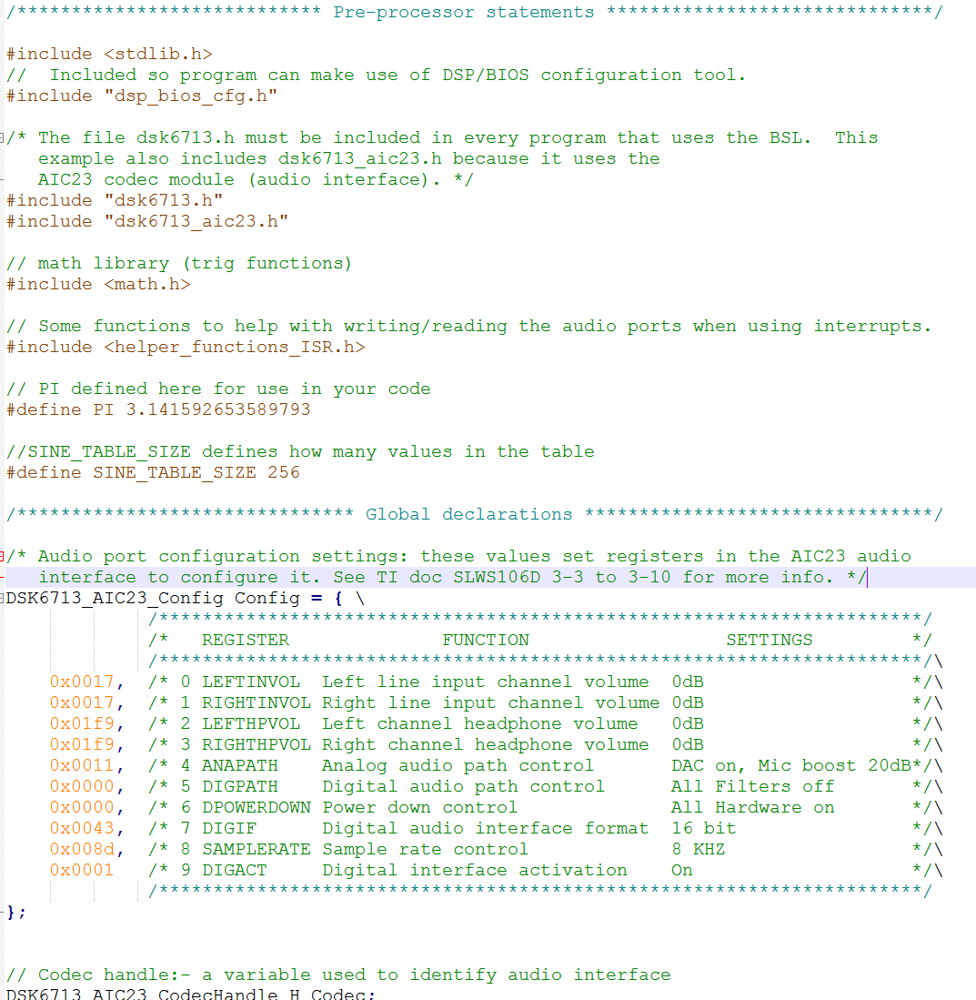 /**************************** Pre-processor statements ******************************/
#include <stdlib.h>
//  Included so program can make use of DSP/BIOS configuration tool.
#include "dsp_bios_cfg.h"
/* The file dsk6713.h must be included in every program that uses the BSL.  This
   example also includes dsk6713_aic23.h because it uses the
   AIC23 codec module (audio interface). */
#include "dsk6713.h"
#include "dsk6713_aic23.h"
// math library (trig functions)
#include <math.h>
// Some functions to help with writing/reading the audio ports when using interrupts.
#include <helper_functions_ISR.h>
// PI defined here for use in your code
#define PI 3.141592653589793
//SINE_TABLE_SIZE defines how many values in the table
#define SINE_TABLE_SIZE 256
/******************************* Global declarations ********************************/
/* Audio port configuration settings: these values set registers in the AIC23 audio
   interface to configure it. See TI doc SLWS106D 3-3 to 3-10 for more info. */
DSK6713_AIC23_Config Config = { \
             /**********************************************************************/
             /*   REGISTER              FUNCTION                  SETTINGS         */
             /**********************************************************************/\
    0x0017,  /* 0 LEFTINVOL  Left line input channel volume  0dB                   */\
    0x0017,  /* 1 RIGHTINVOL Right line input channel volume 0dB                   */\
    0x01f9,  /* 2 LEFTHPVOL  Left channel headphone volume   0dB                   */\
    0x01f9,  /* 3 RIGHTHPVOL Right channel headphone volume  0dB                   */\
    0x0011,  /* 4 ANAPATH    Analog audio path control       DAC on, Mic boost 20dB*/\
    0x0000,  /* 5 DIGPATH    Digital audio path control      All Filters off       */\
    0x0000,  /* 6 DPOWERDOWN Power down control              All Hardware on       */\
    0x0043,  /* 7 DIGIF      Digital audio interface format  16 bit                */\
    0x008d,  /* 8 SAMPLERATE Sample rate control             8 KHZ                 */\
    0x0001   /* 9 DIGACT     Digital interface activation    On                    */\
             /**********************************************************************/
};
// Codec handle:- a variable used to identify audio interface
DSK6713_AIC23_CodecHandle H_Codec;